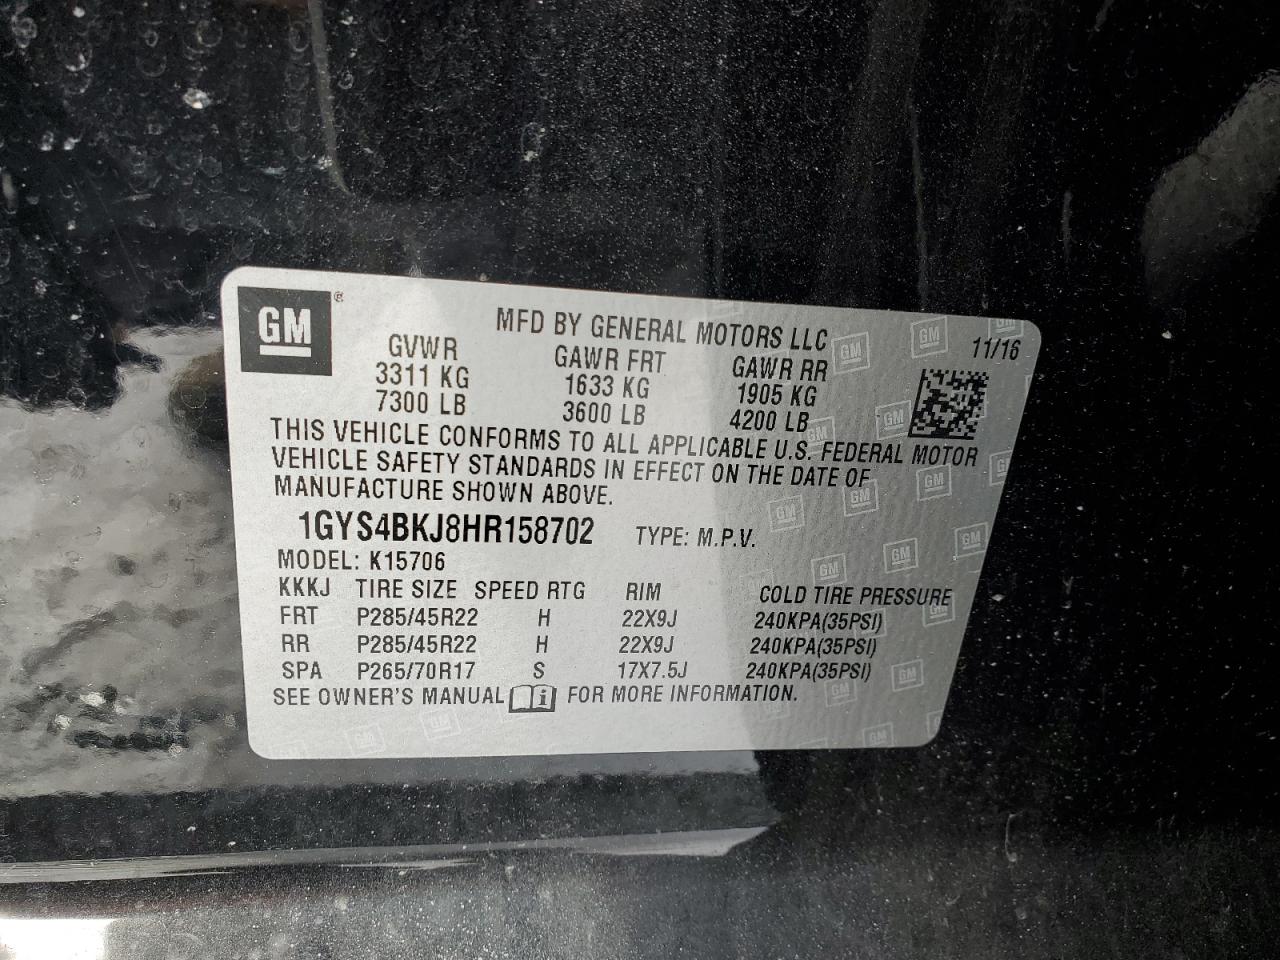 GM ®
MFD BY GENERAL MOTORS LLC
11/16
GVWR GAWR FRT GAWR RR
3311 KG 1633 KG 1905 KG
7300 LB 3600 LB 4200 LB
THIS VEHICLE CONFORMS TO ALL APPLICABLE U.S. FEDERAL MOTOR
VEHICLE SAFETY STANDARDS IN EFFECT ON THE DATE OF
MANUFACTURE SHOWN ABOVE.
1GYS4BKJ8HR158702 TYPE: M.P.V.
MODEL: K15706
KKKJ TIRE SIZE SPEED RTG RIM COLD TIRE PRESSURE
FRT P285/45R22 H 22X9J 240KPA(35PSI)
RR P285/45R22 H 22X9J 240KPA(35PSI)
SPA P265/70R17 S 17X7.5J 240KPA(35PSI)
SEE OWNER'S MANUAL i FOR MORE INFORMATION.